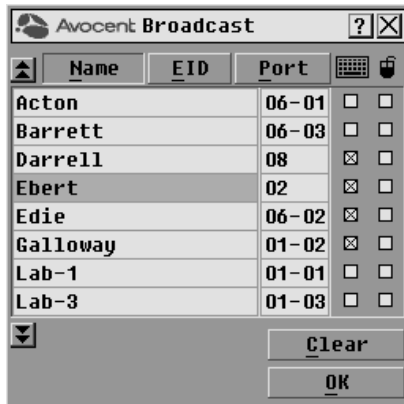 Avocent Broadcast ? X
Name EID Port
Acton 06-01
Barrett 06-03
Darrell 08
Ebert 02
Edie 06-02
Galloway 01-02
Lab-1 01-01
Lab-3 01-03
Clear
OK